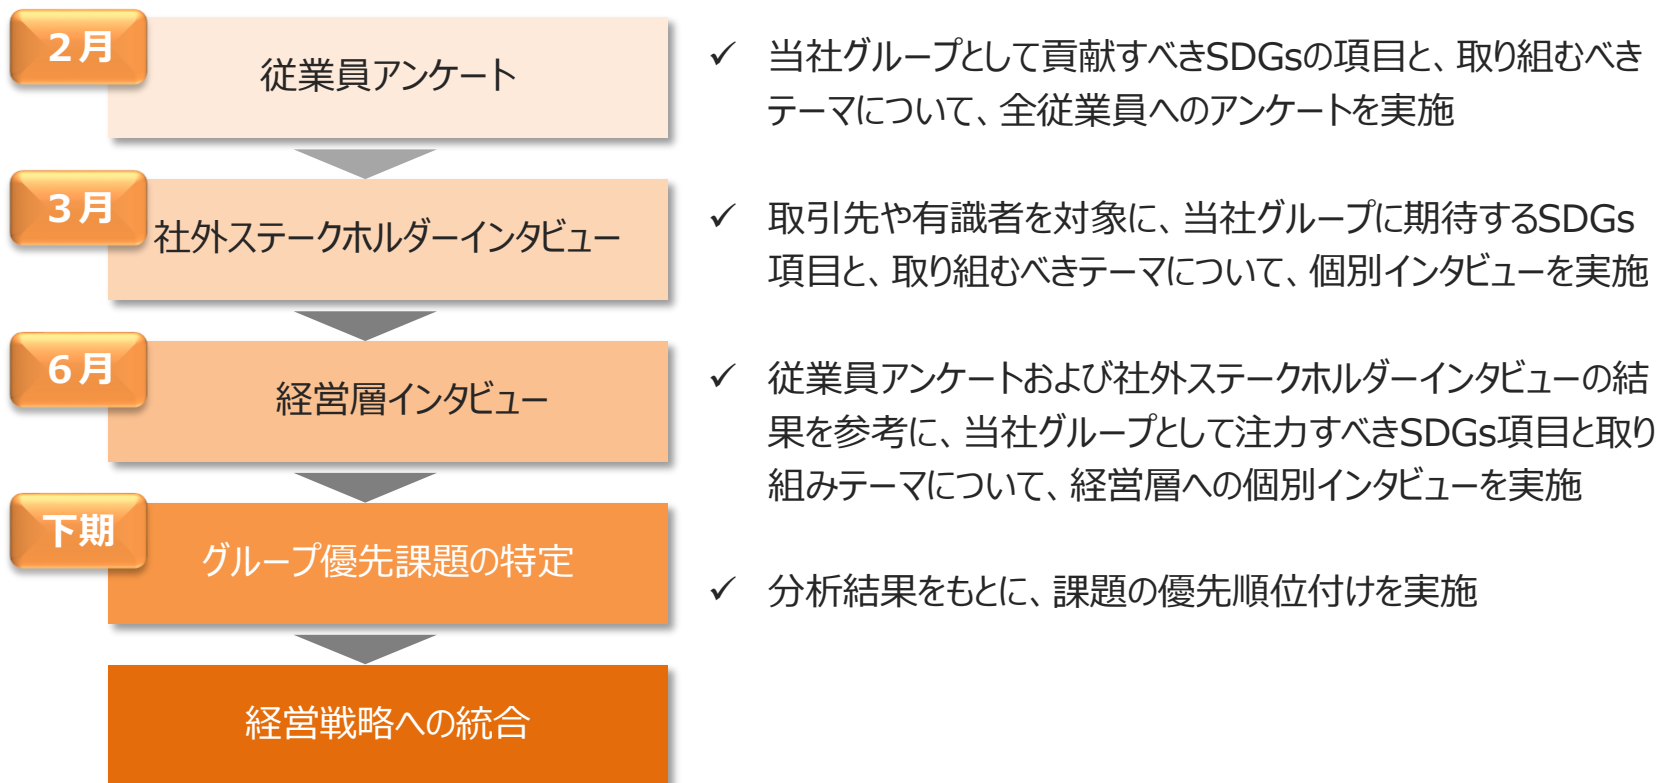 2月
従業員アンケート
✓ 当社グループとして貢献すべきSDGsの項目と、取り組むべき
テーマについて、全従業員へのアンケートを実施
3月
社外ステークホルダーインタビュー
✓ 取引先や有識者を対象に、当社グループに期待するSDGs
項目と、取り組むべきテーマについて、個別インタビューを実施
6月
経営層インタビュー
✓ 従業員アンケートおよび社外ステークホルダーインタビューの結
果を参考に、当社グループとして注力すべきSDGs項目と取り
組みテーマについて、経営層への個別インタビューを実施
下期
グループ優先課題の特定
✓ 分析結果をもとに、課題の優先順位付けを実施
経営戦略への統合